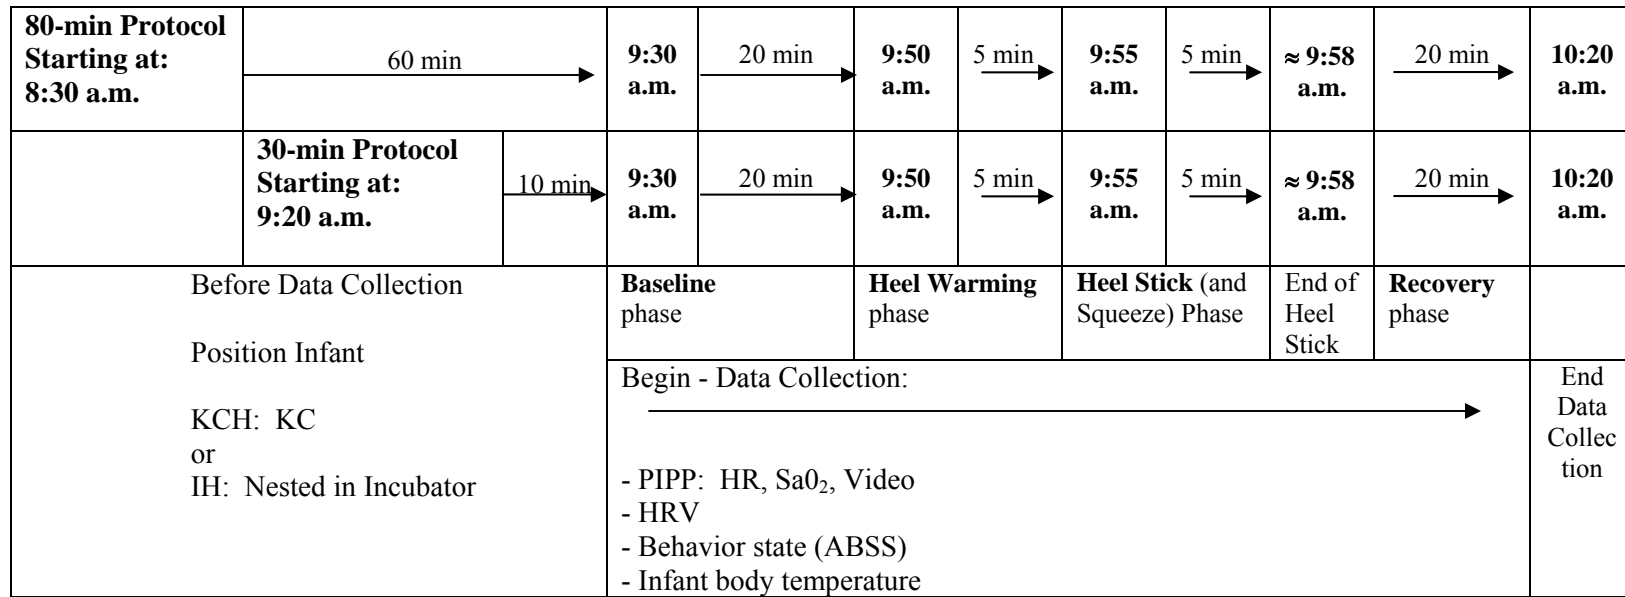 80-min Protocol
Starting at:
8:30 a.m.
60 min
9:30
a.m.
20 min
9:50
a.m.
5 min
9:55
a.m.
5 min
≈ 9:58
a.m.
20 min
10:20
a.m.
30-min Protocol
Starting at:
9:20 a.m.
10 min
9:30
a.m.
20 min
9:50
a.m.
5 min
9:55
a.m.
5 min
≈ 9:58
a.m.
20 min
10:20
a.m.
Before Data Collection
Position Infant
KCH: KC
or
IH: Nested in Incubator
Baseline
phase
Heel Warming
phase
Heel Stick (and
Squeeze) Phase
End of
Heel
Stick
Recovery
phase
Begin - Data Collection:
- PIPP: HR, Sa0₂, Video
- HRV
- Behavior state (ABSS)
- Infant body temperature
End
Data
Collec
tion